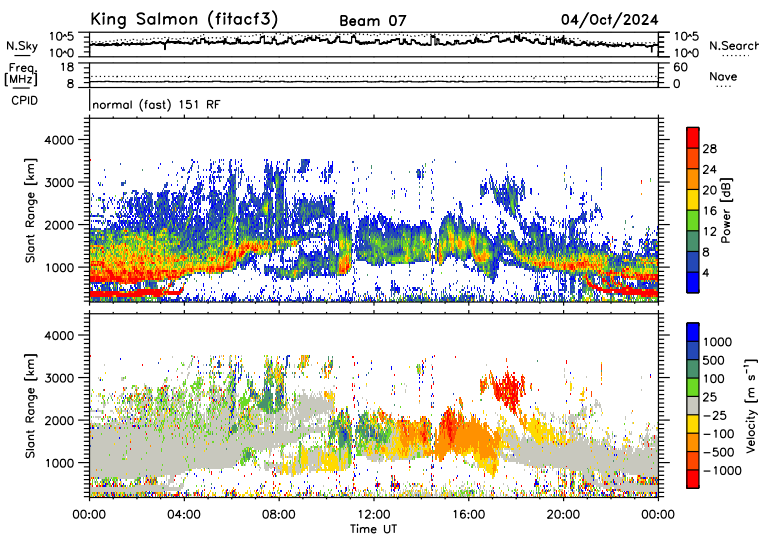 King Salmon (fitacf3) Beam 07 04/Oct/2024
N.Sky 10^5 10^0 10^5 10^0 N.Search
Freq. [MHz] 18 8 60 0 Nave
CPID normal (fast) 151 RF
Slant Range [km] 4000 3000 2000 1000
Power [dB] 28 24 20 16 12 8 4
Slant Range [km] 4000 3000 2000 1000
Velocity [m s⁻¹] 1000 500 100 25 −25 −100 −500 −1000
00:00 04:00 08:00 12:00 16:00 20:00 00:00
Time UT